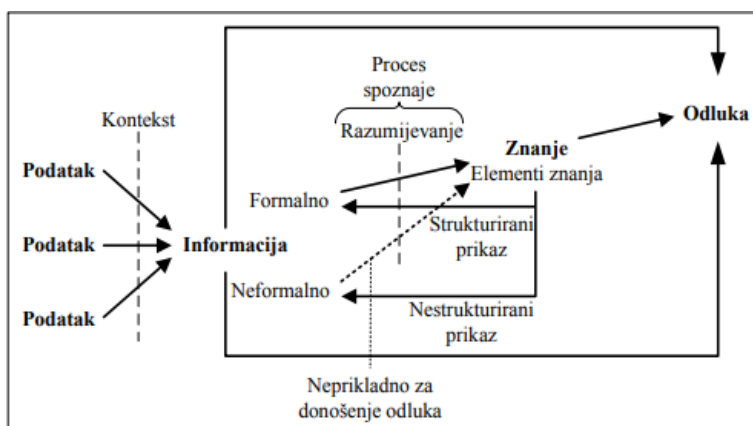 Proces
spoznaje
Kontekst
Razumijevanje
Odluka
Podatak
Znanje
Elementi znanja
Formalno
Strukturirani
prikaz
Podatak
Informacija
Neformalno
Nestrukturirani
prikaz
Podatak
Neprikladno za
donošenje odluka